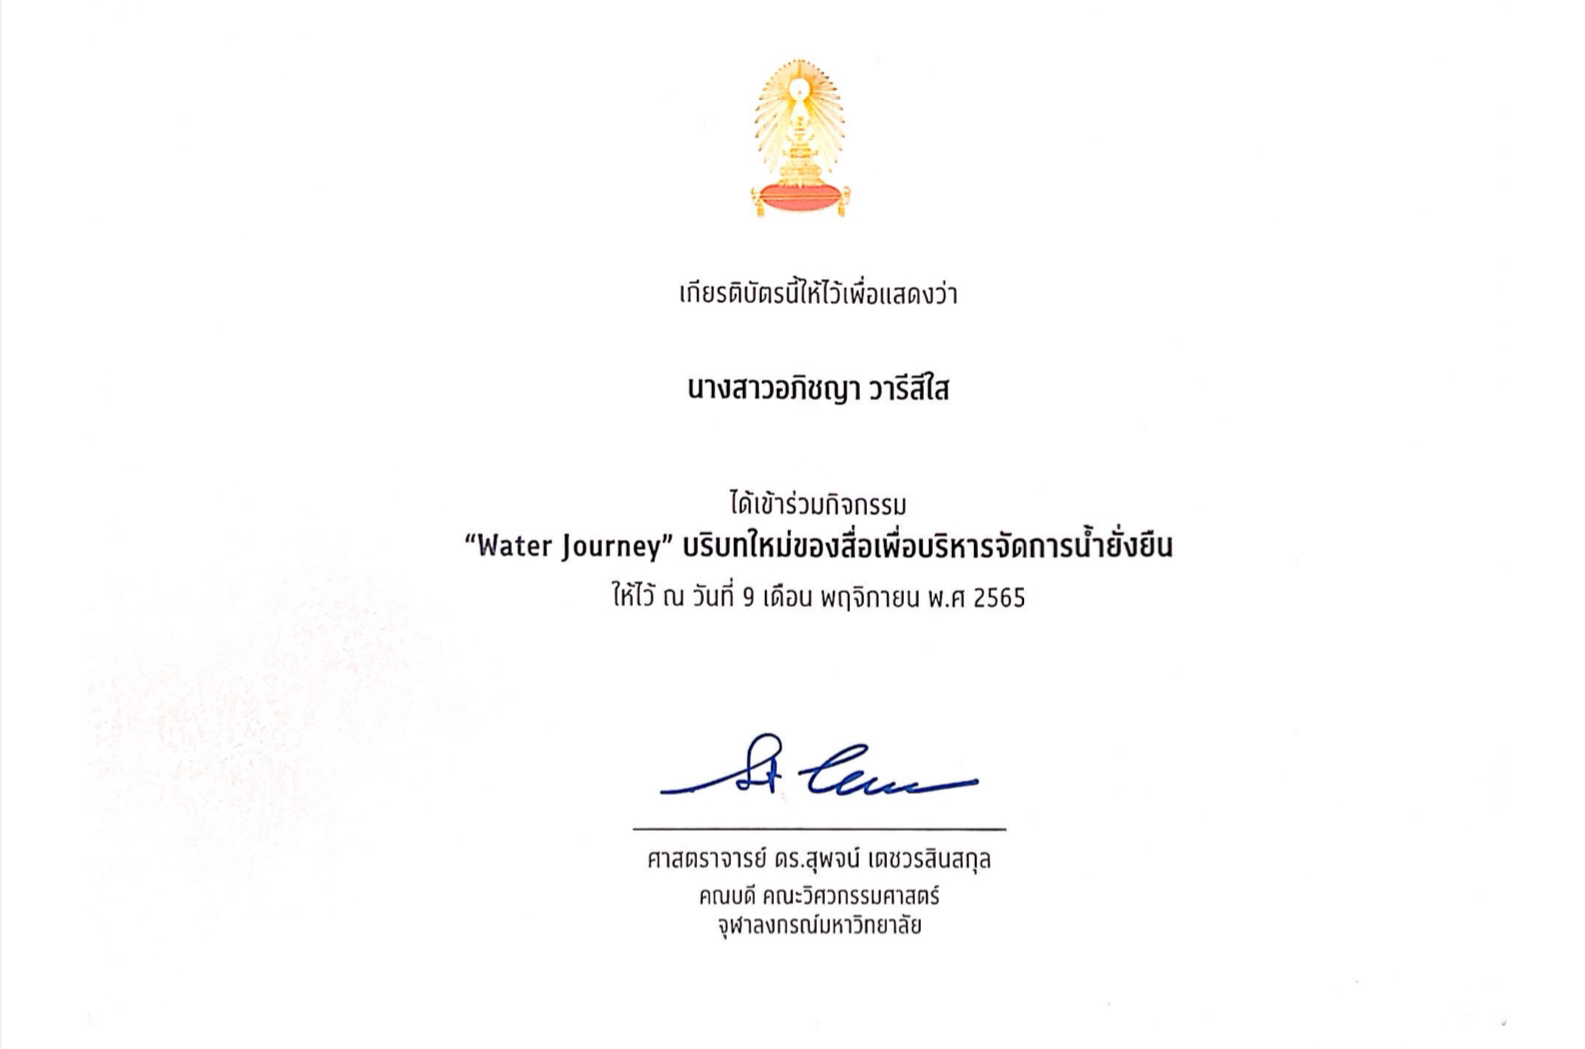 เกียรติบัตรนี้ให้ไว้เพื่อแสดงว่า
นางสาวอภิชญา วารีสีใส
ได้เข้าร่วมกิจกรรม
“Water Journey” บริบทใหม่ของสื่อเพื่อบริหารจัดการน้ำยั่งยืน
ให้ไว้ ณ วันที่ 9 เดือน พฤจิกายน พ.ศ 2565
ศาสตราจารย์ ดร.สุพจน์ เตชวรสินสกุล
คณบดี คณะวิศวกรรมศาสตร์
จุฬาลงกรณ์มหาวิทยาลัย